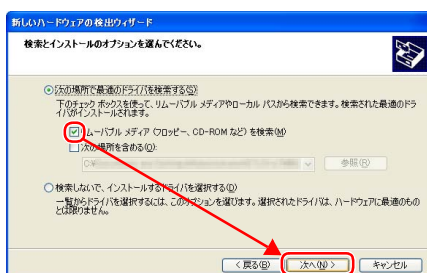 新しいハードウェアの検出ウィザード
検索とインストールのオプションを選んでください。
次の場所で最適のドライバを検索する(S)
下のチェック ボックスを使って、リムーバブル メディアやローカル パスから検索できます。検索された最適のドラ
イバがインストールされます。
リムーバブル メディア (フロッピー、CD-ROM など) を検索(M)
次の場所を含める(O):
参照(R)
検索しないで、インストールするドライバを選択する(D)
一覧からドライバを選択するには、このオプションを選びます。選択されたドライバは、ハードウェアに最適のもの
とは限りません。
< 戻る(B)
次へ(N) >
キャンセル